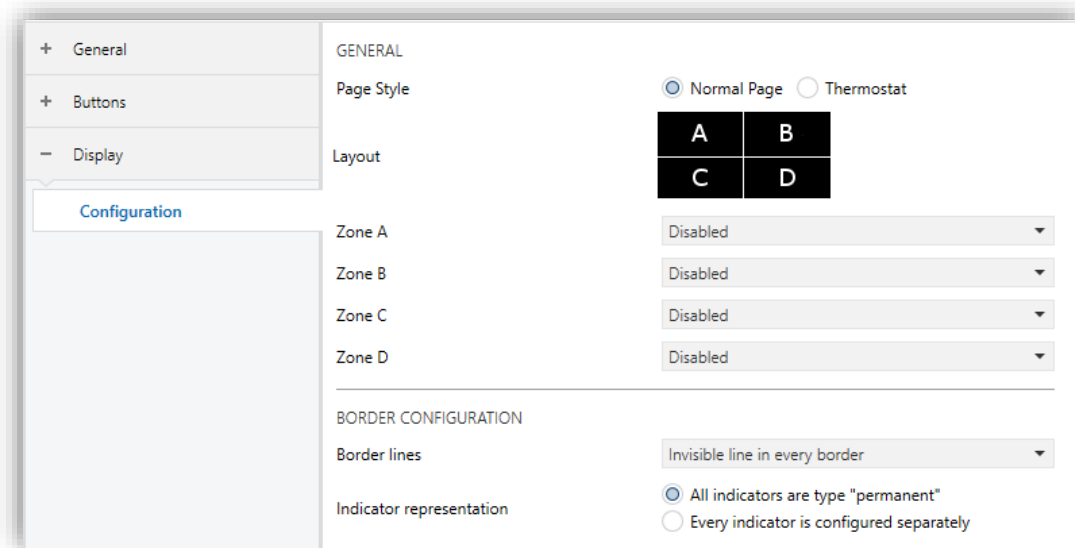 + General
+ Buttons
− Display
Configuration
GENERAL
Page Style Normal Page Thermostat
Layout
A B
C D
Zone A Disabled
Zone B Disabled
Zone C Disabled
Zone D Disabled
BORDER CONFIGURATION
Border lines Invisible line in every border
Indicator representation
All indicators are type "permanent"
Every indicator is configured separately